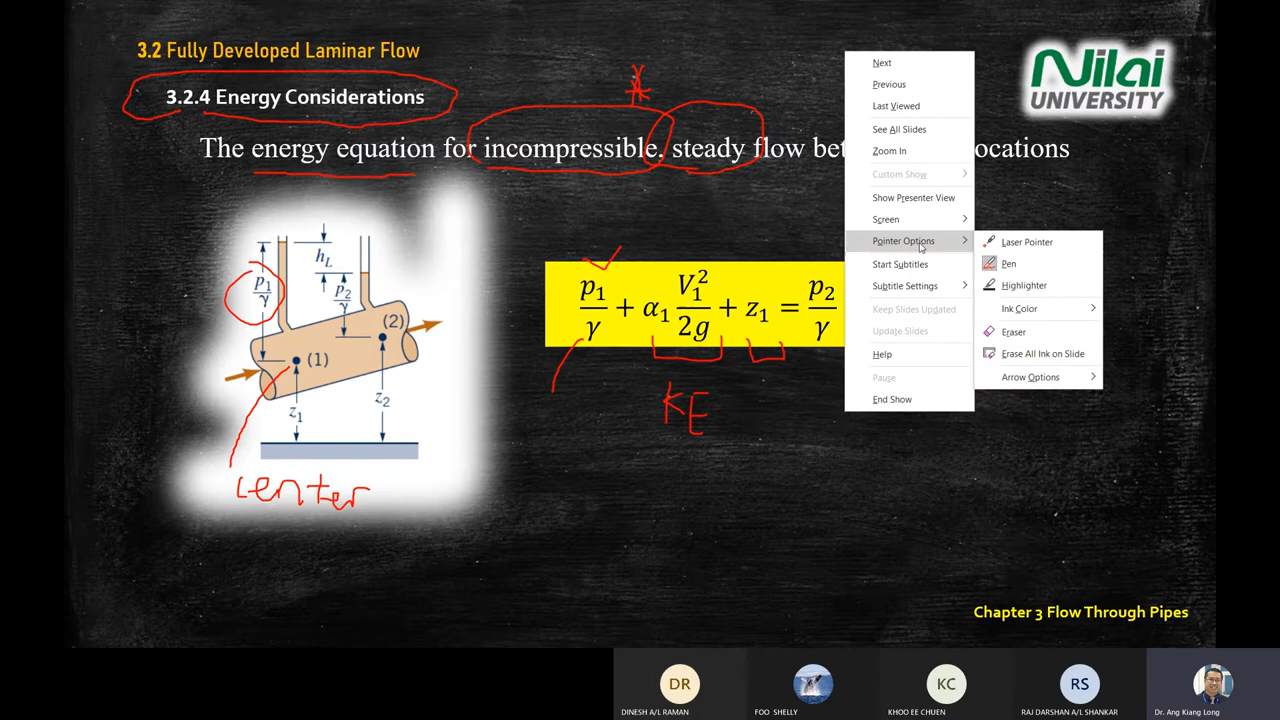 3.2 Fully Developed Laminar Flow
3.2.4 Energy Considerations
Nilai
UNIVERSITY
The energy equation for incompressible, steady flow be
ocations
Next
Previous
Last Viewed
See All Slides
Zoom In
Custom Show
Show Presenter View
Screen
Pointer Options
Start Subtitles
Subtitle Settings
Keep Slides Updated
Update Slides
Help
Pause
End Show
Laser Pointer
Pen
Highlighter
Ink Color
Eraser
Erase All Ink on Slide
Arrow Options
h_L
p_1/γ
p_2/γ
(2)
(1)
z_1
z_2
center
p_1/γ + α_1 V_1^2/2g + z_1 = p_2/γ
KE
Chapter 3 Flow Through Pipes
DR
KC
RS
DINESH A/L RAMAN
FOO SHELLY
KHOO EE CHUEN
RAJ DARSHAN A/L SHANKAR
Dr. Ang Kiang Long